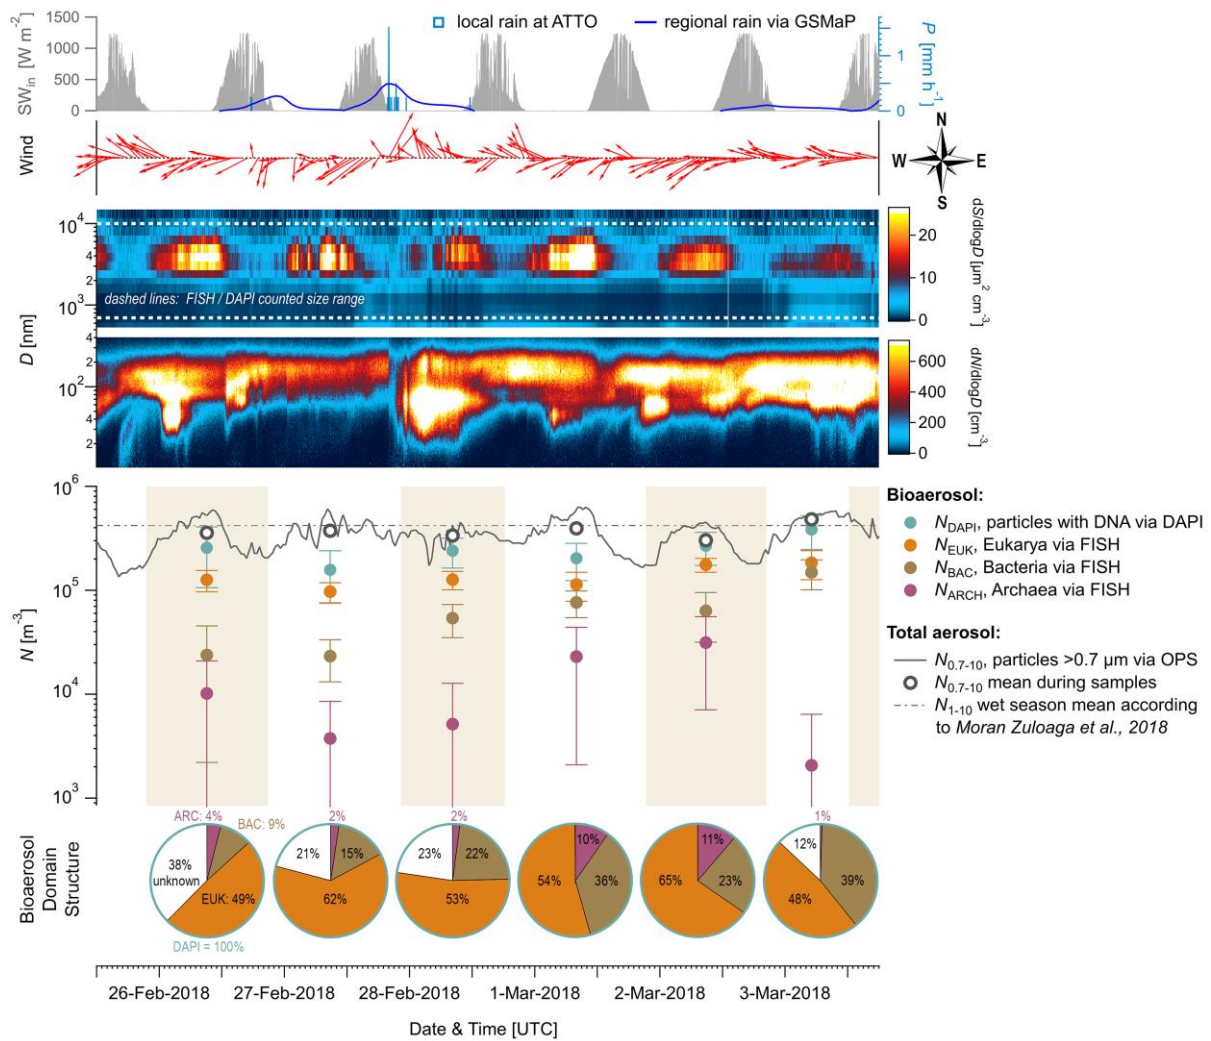 local rain at ATTO
regional rain via GSMaP
SW_in [W m^-2]
1500
1000
500
0
P [mm h^-1]
1
0
Wind
N
W
E
S
D [nm]
10^4
4
2
10^3
4
2
10^2
4
2
dashed lines: FISH / DAPI counted size range
dS/dlogD [µm^2 cm^-3]
20
10
0
dN/dlogD [cm^-3]
600
400
200
0
N [m^-3]
10^6
10^5
10^4
10^3
Bioaerosol:
N_DAPI, particles with DNA via DAPI
N_EUK, Eukarya via FISH
N_BAC, Bacteria via FISH
N_ARCH, Archaea via FISH
Total aerosol:
N_0.7-10, particles >0.7 µm via OPS
N_0.7-10 mean during samples
N_1-10 wet season mean according
to Moran Zuloaga et al., 2018
Bioaerosol
Domain
Structure
ARC: 4%
BAC: 9%
38%
unknown
EUK: 49%
DAPI = 100%
2%
21%
15%
62%
2%
23%
22%
53%
10%
54%
36%
11%
65%
23%
1%
12%
39%
48%
26-Feb-2018
27-Feb-2018
28-Feb-2018
1-Mar-2018
2-Mar-2018
3-Mar-2018
Date & Time [UTC]